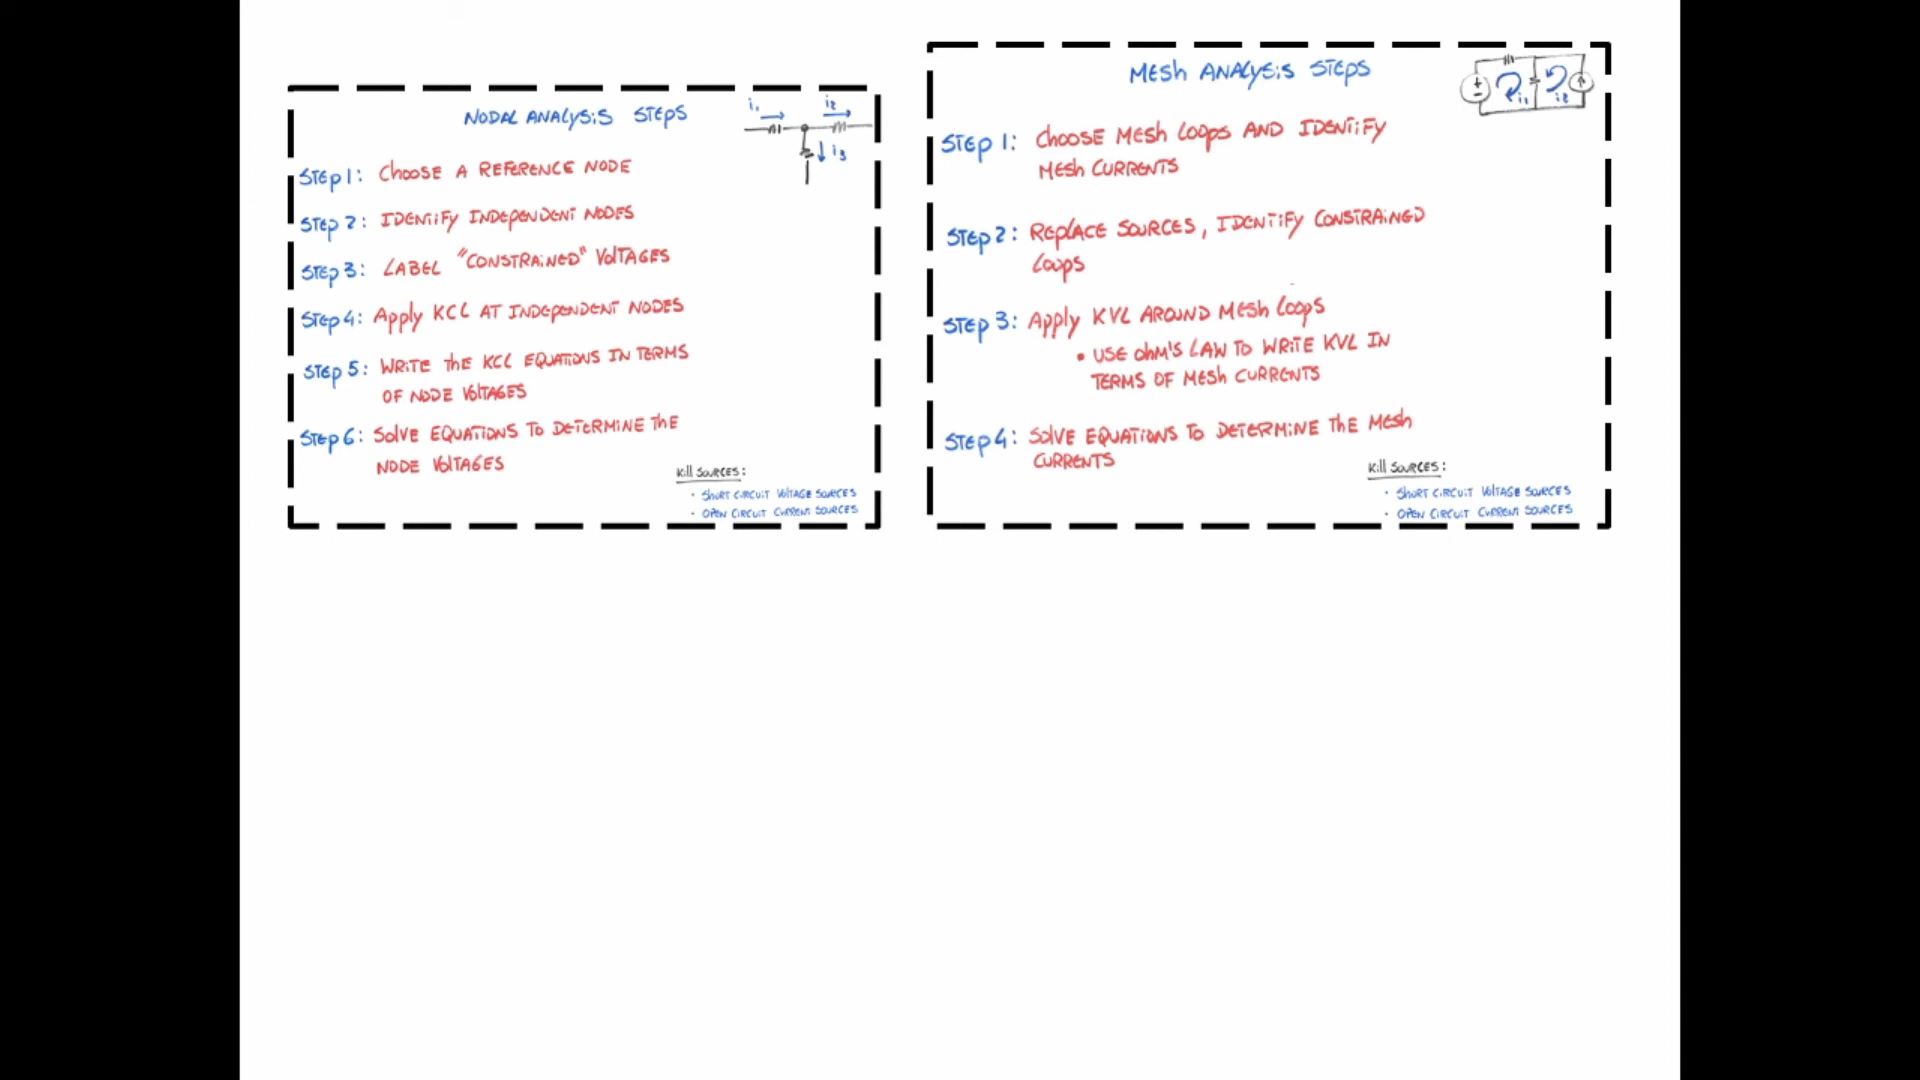 NODAL ANALYSIS STEPS
i₁
i₂
i₃
STEP 1: CHOOSE A REFERENCE NODE
STEP 2: IDENTIFY INDEPENDENT NODES
STEP 3: LABEL "CONSTRAINED" VOLTAGES
STEP 4: APPLY KCL AT INDEPENDENT NODES
STEP 5: WRITE THE KCL EQUATIONS IN TERMS
OF NODE VOLTAGES
STEP 6: SOLVE EQUATIONS TO DETERMINE THE
NODE VOLTAGES
KILL SOURCES:
· SHORT CIRCUIT VOLTAGE SOURCES
· OPEN CIRCUIT CURRENT SOURCES
MESH ANALYSIS STEPS
i₁
i₂
STEP 1: CHOOSE MESH LOOPS AND IDENTIFY
MESH CURRENTS
STEP 2: REPLACE SOURCES, IDENTIFY CONSTRAINED
LOOPS
STEP 3: APPLY KVL AROUND MESH LOOPS
• USE OHM'S LAW TO WRITE KVL IN
TERMS OF MESH CURRENTS
STEP 4: SOLVE EQUATIONS TO DETERMINE THE MESH
CURRENTS
KILL SOURCES:
· SHORT CIRCUIT VOLTAGE SOURCES
· OPEN CIRCUIT CURRENT SOURCES